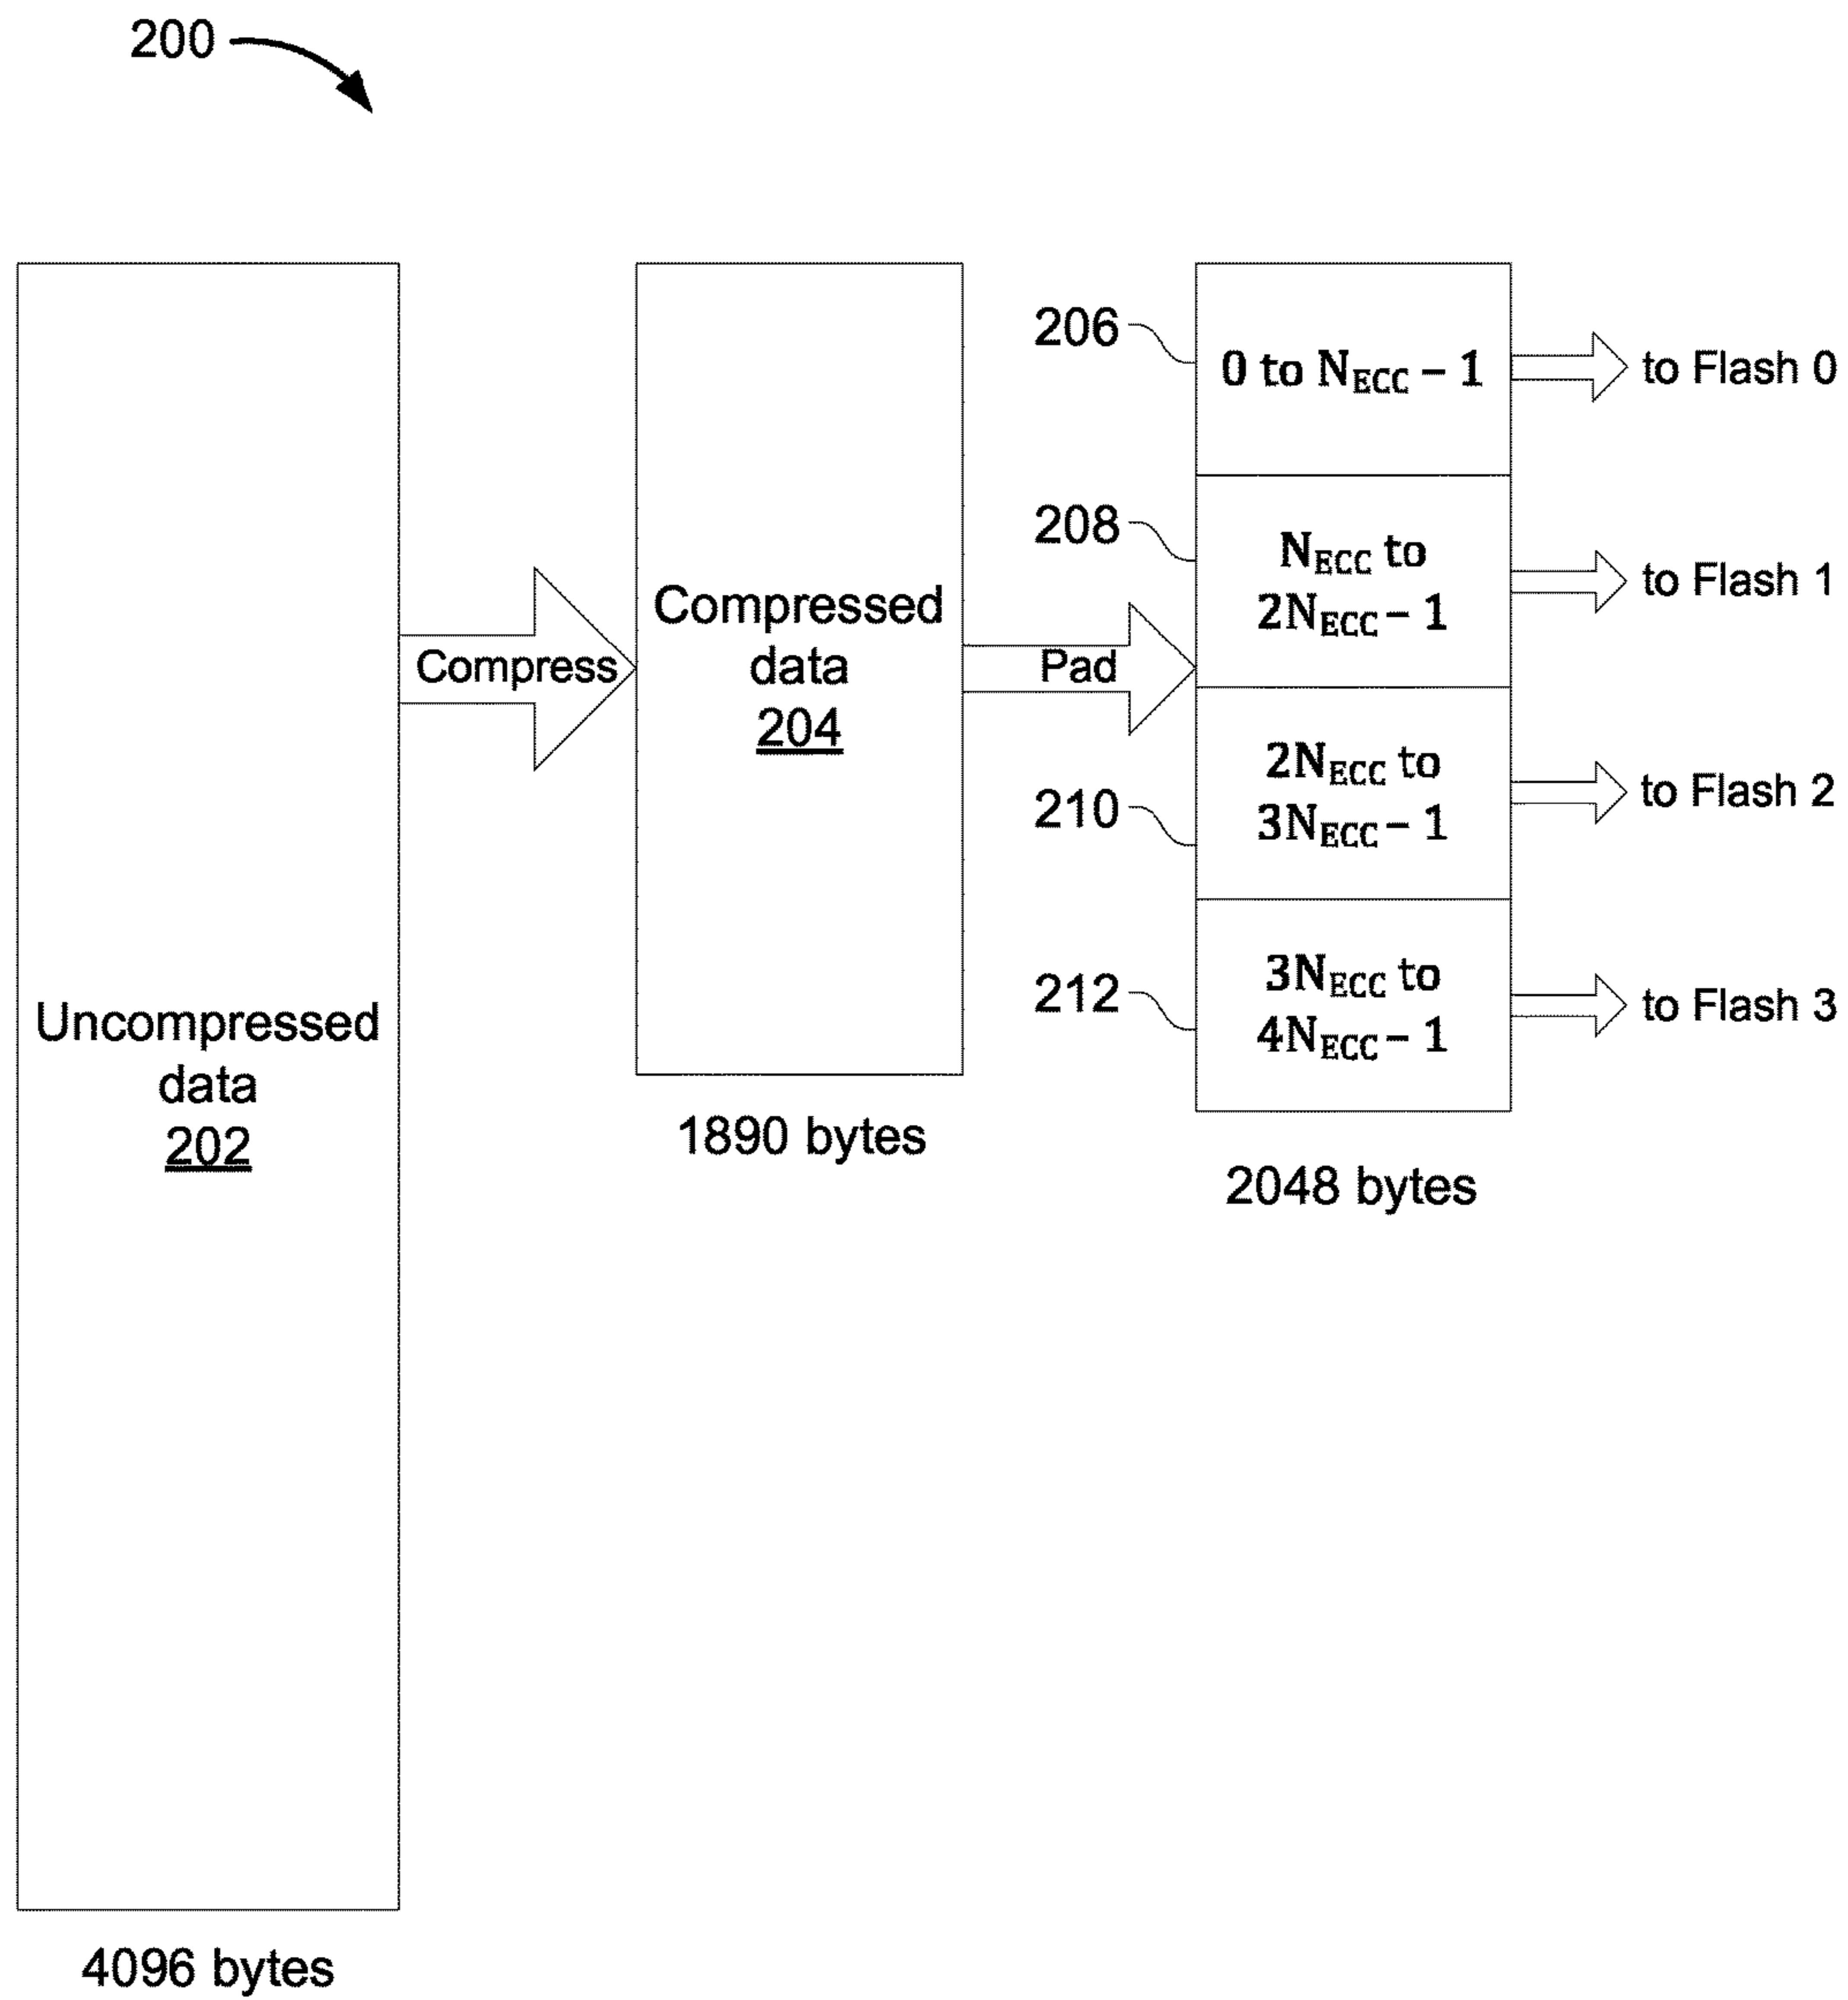 200
Uncompressed
data
202
4096 bytes
Compress
Compressed
data
204
1890 bytes
Pad
206
0 to NECC – 1
to Flash 0
208
NECC to
2NECC – 1
to Flash 1
210
2NECC to
3NECC – 1
to Flash 2
212
3NECC to
4NECC – 1
to Flash 3
2048 bytes